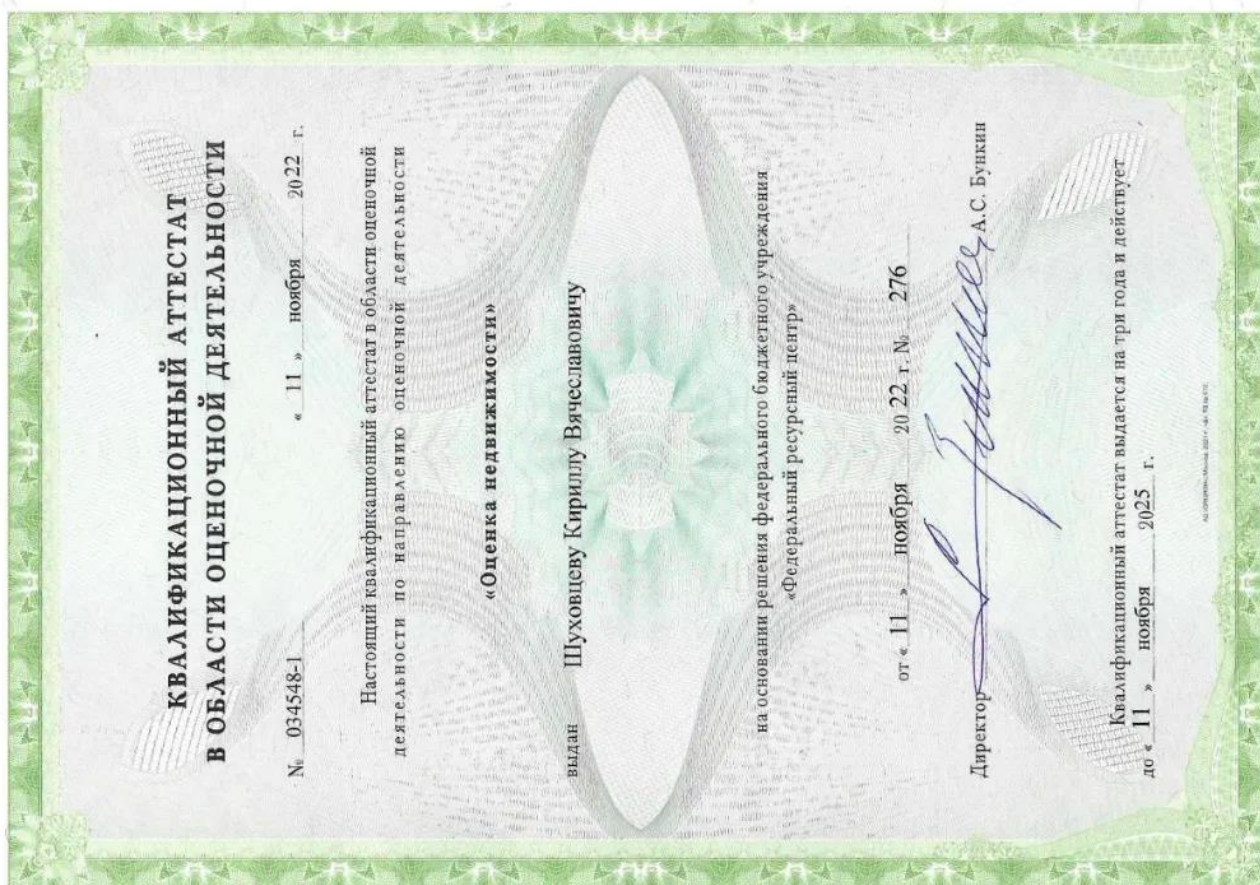 КВАЛИФИКАЦИОННЫЙ АТТЕСТАТ
В ОБЛАСТИ ОЦЕНОЧНОЙ ДЕЯТЕЛЬНОСТИ
№ 034548-1 « 11 » ноября 2022 г.
Настоящий квалификационный аттестат в области оценочной
деятельности по направлению оценочной деятельности
«Оценка недвижимости»
выдан Шуховцеву Кириллу Вячеславовичу
на основании решения федерального бюджетного учреждения
«Федеральный ресурсный центр»
от « 11 » ноября 20 22 г. № 276
Директор А.С. Бункин
Квалификационный аттестат выдается на три года и действует
до « 11 » ноября 2025 г.